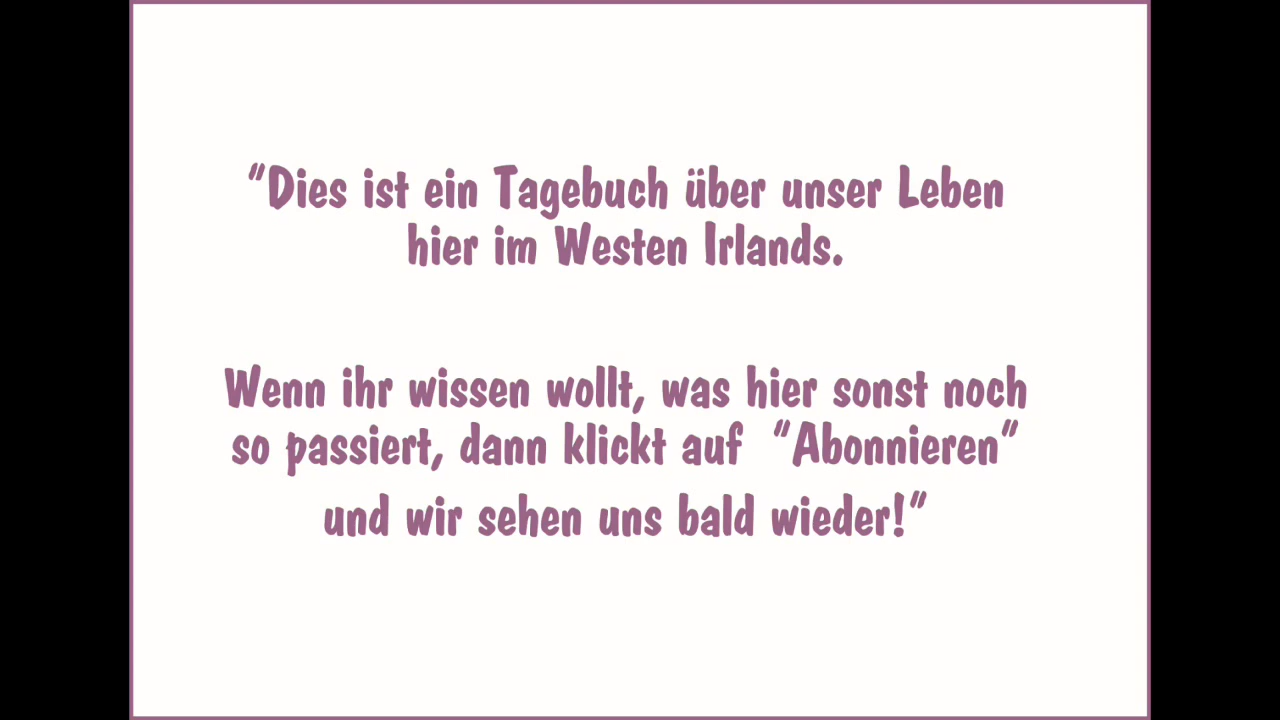 "Dies ist ein Tagebuch über unser Leben
hier im Westen Irlands.
Wenn ihr wissen wollt, was hier sonst noch
so passiert, dann klickt auf "Abonnieren"
und wir sehen uns bald wieder!"